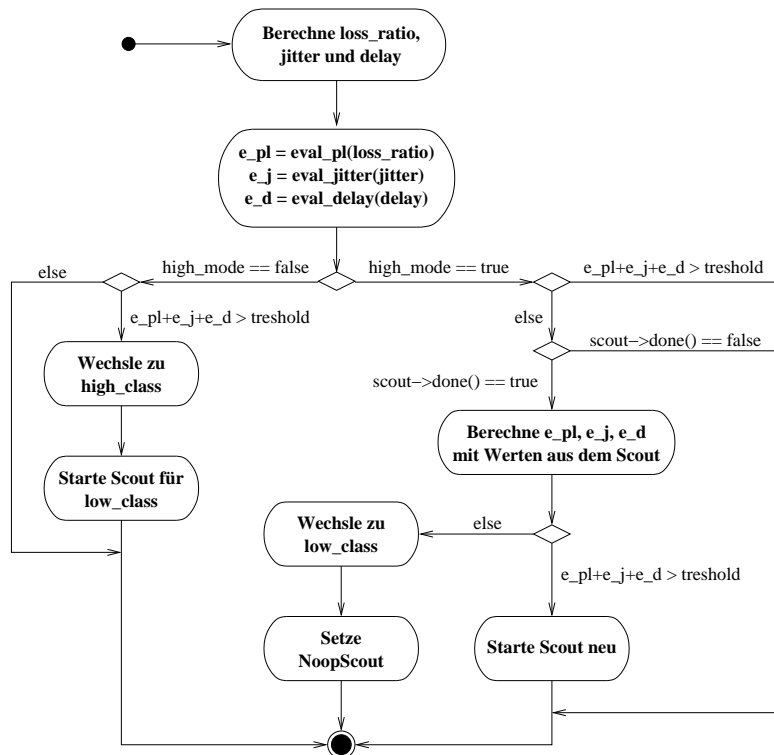 Berechne loss_ratio,
jitter und delay
e_pl = eval_pl(loss_ratio)
e_j = eval_jitter(jitter)
e_d = eval_delay(delay)
else
high_mode == false
high_mode == true
e_pl+e_j+e_d > treshold
e_pl+e_j+e_d > treshold
else
scout−>done() == false
Wechsle zu
high_class
scout−>done() == true
Berechne e_pl, e_j, e_d
mit Werten aus dem Scout
Starte Scout für
low_class
Wechsle zu
low_class
else
e_pl+e_j+e_d > treshold
Setze
NoopScout
Starte Scout neu